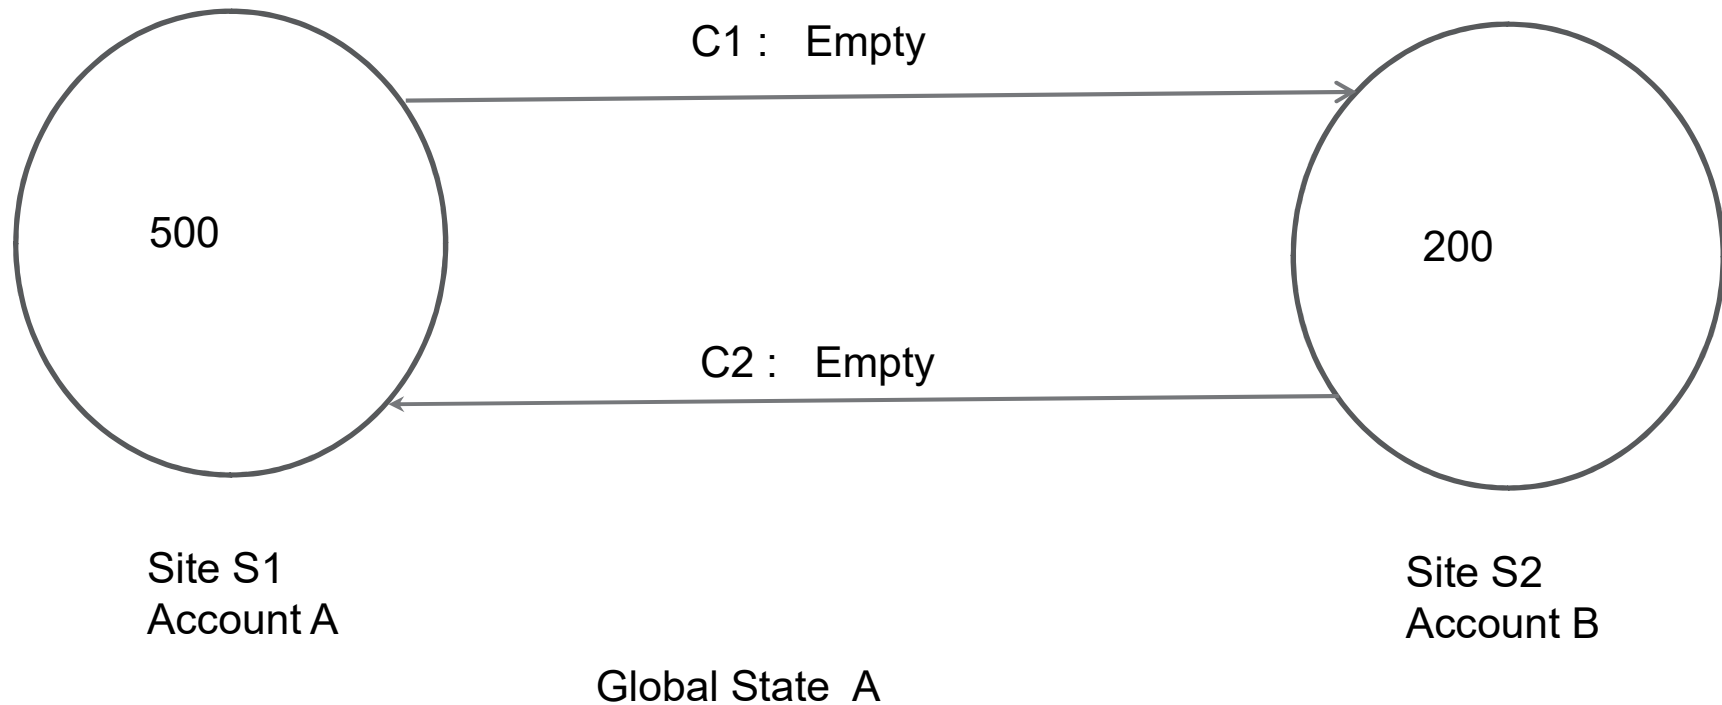 C1 : Empty
500
200
C2 : Empty
Site S1
Account A
Site S2
Account B
Global State A